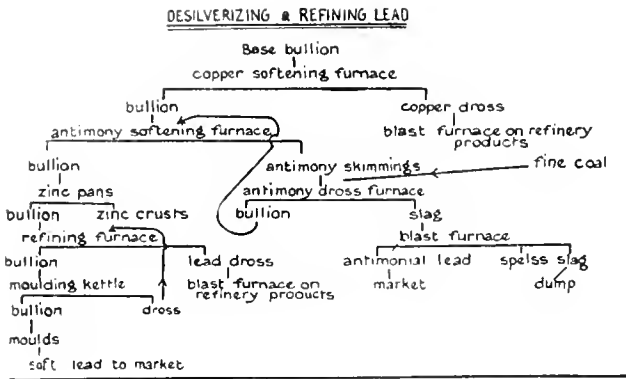 DESILVERIZING & REFINING LEAD
Base bullion
copper softening furnace
bullion
copper dross
antimony softening furnace
blast furnace on refinery
products
bullion
antimony skimmings
fine coal
zinc pans
antimony dross furnace
bullion
zinc crusts
bullion
slag
refining furnace
blast furnace
bullion
lead dross
antimonial lead
speiss slag
moulding kettle
blast furnace on
refinery products
market
dump
bullion
dross
moulds
soft lead to market